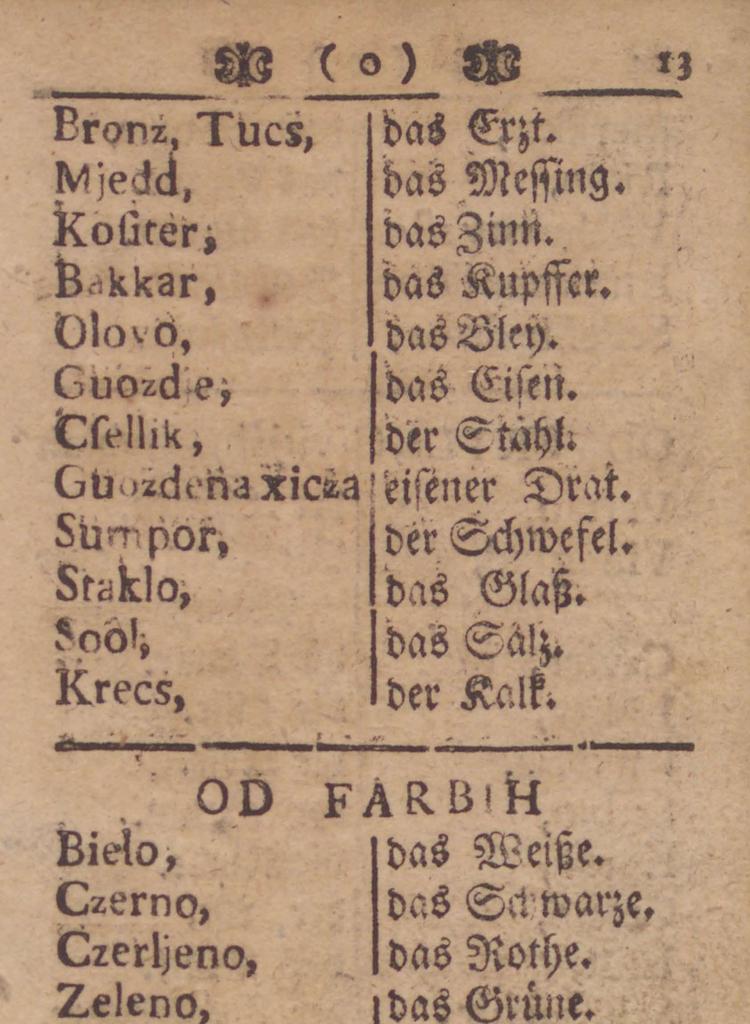 ( o ) 13
Bronz, Tucs, das Erzt.
Mjedd, das Messing.
Kositer, das Zinn.
Bakkar, das Kupffer.
Olovo, das Bley.
Guozdje, das Eisen.
Csellik, der Stahl.
Guozdena xicza eisener Drat.
Sumpor, der Schwefel.
Staklo, das Glaß.
Sool, das Salz.
Krecs, der Kalk.
OD FARBIH
Bielo, das Weiße.
Czerno, das Schwarze.
Czerljeno, das Rothe.
Zeleno, das Grüne.